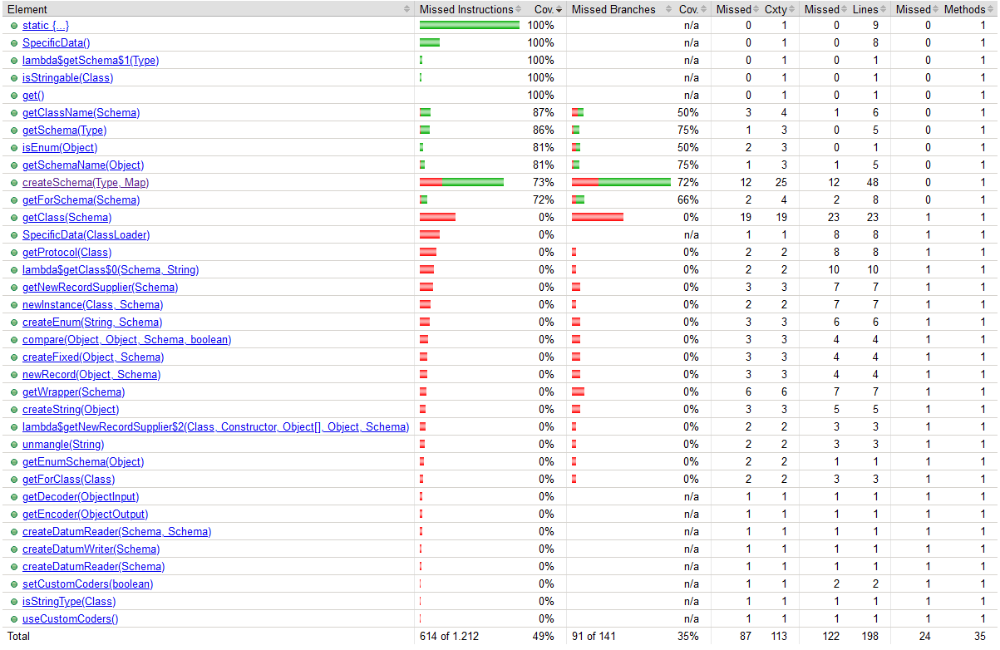 Element Missed Instructions Cov. Missed Branches Cov. Missed Cxty Missed Lines Missed Methods
static {...} 100% n/a 0 1 0 9 0 1
SpecificData() 100% n/a 0 1 0 8 0 1
lambda$getSchema$1(Type) 100% n/a 0 1 0 1 0 1
isStringable(Class) 100% n/a 0 1 0 1 0 1
get() 100% n/a 0 1 0 1 0 1
getClassName(Schema) 87% 50% 3 4 1 6 0 1
getSchema(Type) 86% 75% 1 3 0 5 0 1
isEnum(Object) 81% 50% 2 3 0 1 0 1
getSchemaName(Object) 81% 75% 1 3 1 5 0 1
createSchema(Type, Map) 73% 72% 12 25 12 48 0 1
getForSchema(Schema) 72% 66% 2 4 2 8 0 1
getClass(Schema) 0% 0% 19 19 23 23 1 1
SpecificData(ClassLoader) 0% n/a 1 1 8 8 1 1
getProtocol(Class) 0% 0% 2 2 8 8 1 1
lambda$getClass$0(Schema, String) 0% 0% 2 2 10 10 1 1
getNewRecordSupplier(Schema) 0% 0% 3 3 7 7 1 1
newInstance(Class, Schema) 0% 0% 2 2 7 7 1 1
createEnum(String, Schema) 0% 0% 3 3 6 6 1 1
compare(Object, Object, Schema, boolean) 0% 0% 3 3 4 4 1 1
createFixed(Object, Schema) 0% 0% 3 3 4 4 1 1
newRecord(Object, Schema) 0% 0% 3 3 4 4 1 1
getWrapper(Schema) 0% 0% 6 6 7 7 1 1
createString(Object) 0% 0% 3 3 5 5 1 1
lambda$getNewRecordSupplier$2(Class, Constructor, Object[], Object, Schema) 0% 0% 2 2 3 3 1 1
unmangle(String) 0% 0% 2 2 3 3 1 1
getEnumSchema(Object) 0% 0% 2 2 1 1 1 1
getForClass(Class) 0% 0% 2 2 3 3 1 1
getDecoder(ObjectInput) 0% n/a 1 1 1 1 1 1
getEncoder(ObjectOutput) 0% n/a 1 1 1 1 1 1
createDatumReader(Schema, Schema) 0% n/a 1 1 1 1 1 1
createDatumWriter(Schema) 0% n/a 1 1 1 1 1 1
createDatumReader(Schema) 0% n/a 1 1 1 1 1 1
setCustomCoders(boolean) 0% n/a 1 1 2 2 1 1
isStringType(Class) 0% n/a 1 1 1 1 1 1
useCustomCoders() 0% n/a 1 1 1 1 1 1
Total 614 of 1.212 49% 91 of 141 35% 87 113 122 198 24 35